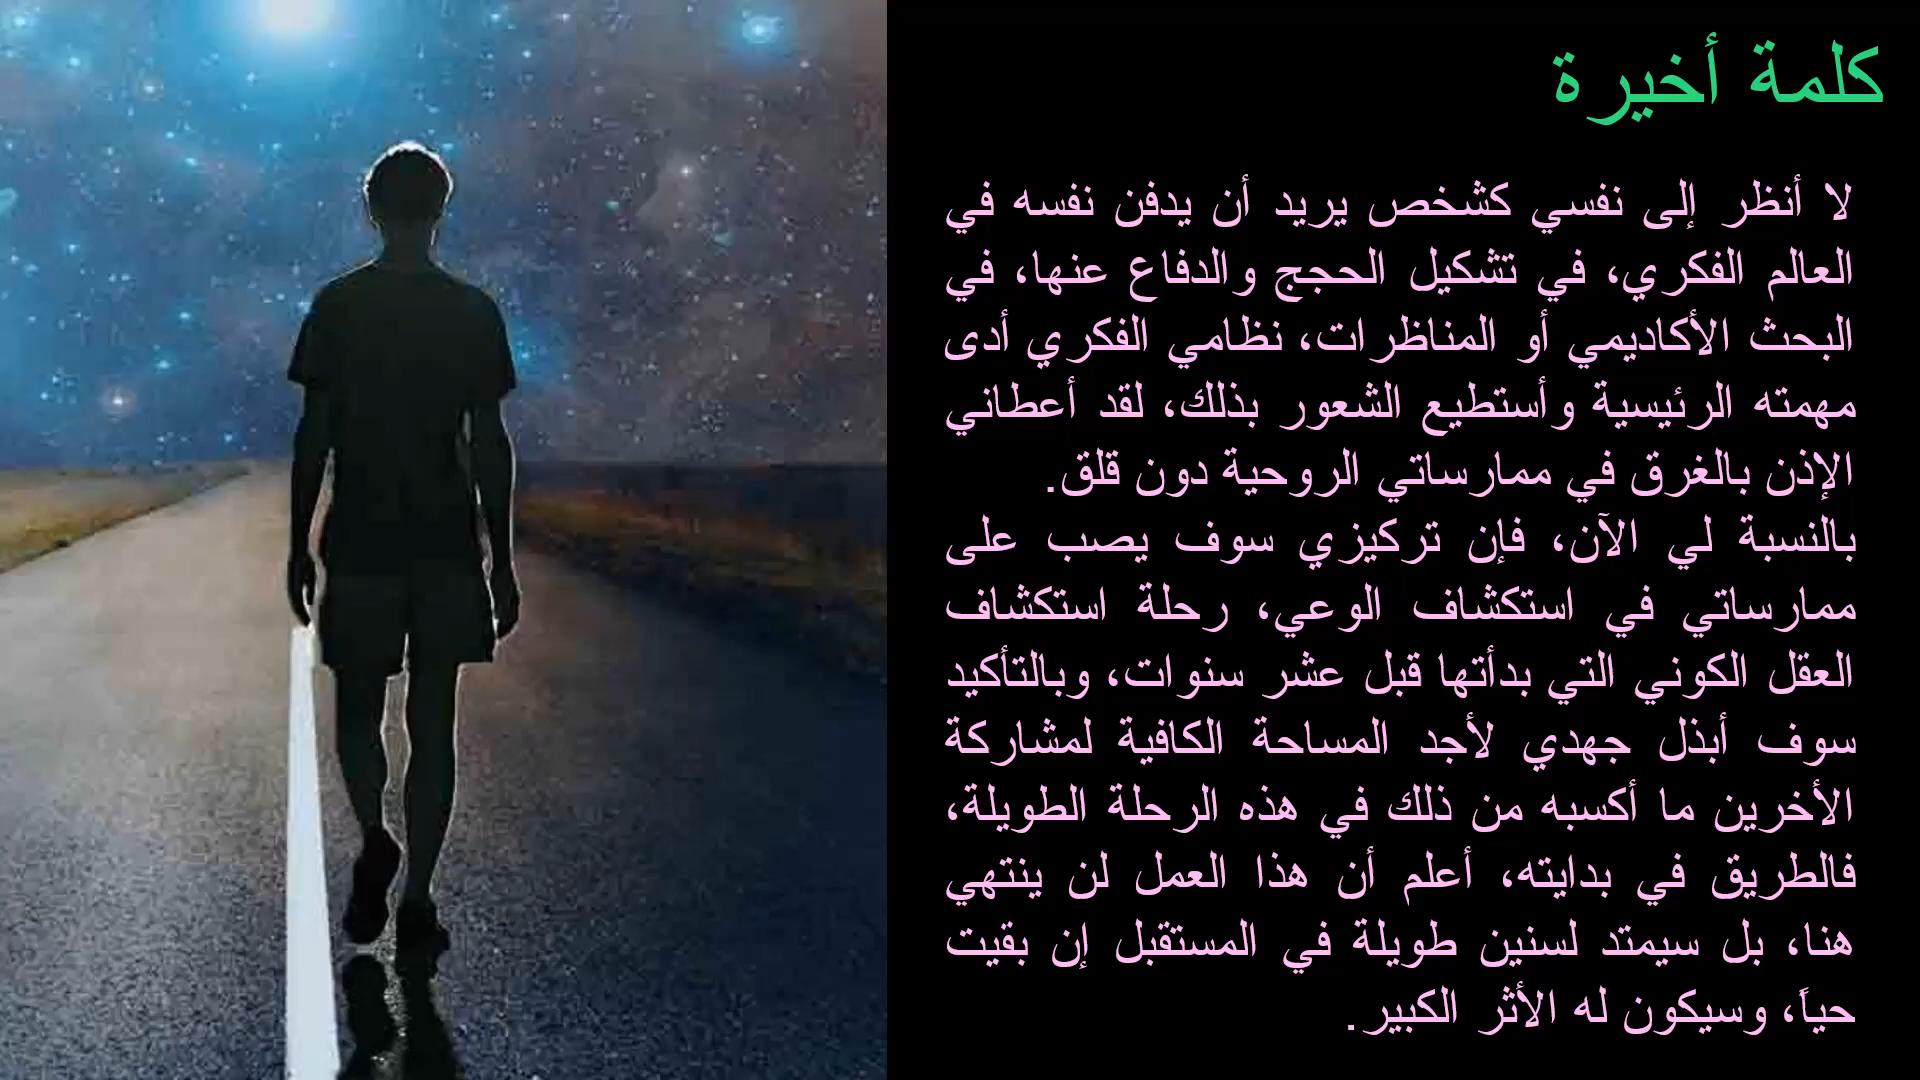 كلمة أخيرة
لا أنظر إلى نفسي كشخص يريد أن يدفن نفسه في
العالم الفكري، في تشكيل الحجج والدفاع عنها، في
البحث الأكاديمي أو المناظرات، نظامي الفكري أدى
مهمته الرئيسية وأستطيع الشعور بذلك، لقد أعطاني
الإذن بالغرق في ممارساتي الروحية دون قلق.
بالنسبة لي الآن، فإن تركيزي سوف يصب على
ممارساتي في استكشاف الوعي، رحلة استكشاف
العقل الكوني التي بدأتها قبل عشر سنوات، وبالتأكيد
سوف أبذل جهدي لأجد المساحة الكافية لمشاركة
الأخرين ما أكسبه من ذلك في هذه الرحلة الطويلة،
فالطريق في بدايته، أعلم أن هذا العمل لن ينتهي
هنا، بل سيمتد لسنين طويلة في المستقبل إن بقيت
حياً، وسيكون له الأثر الكبير.